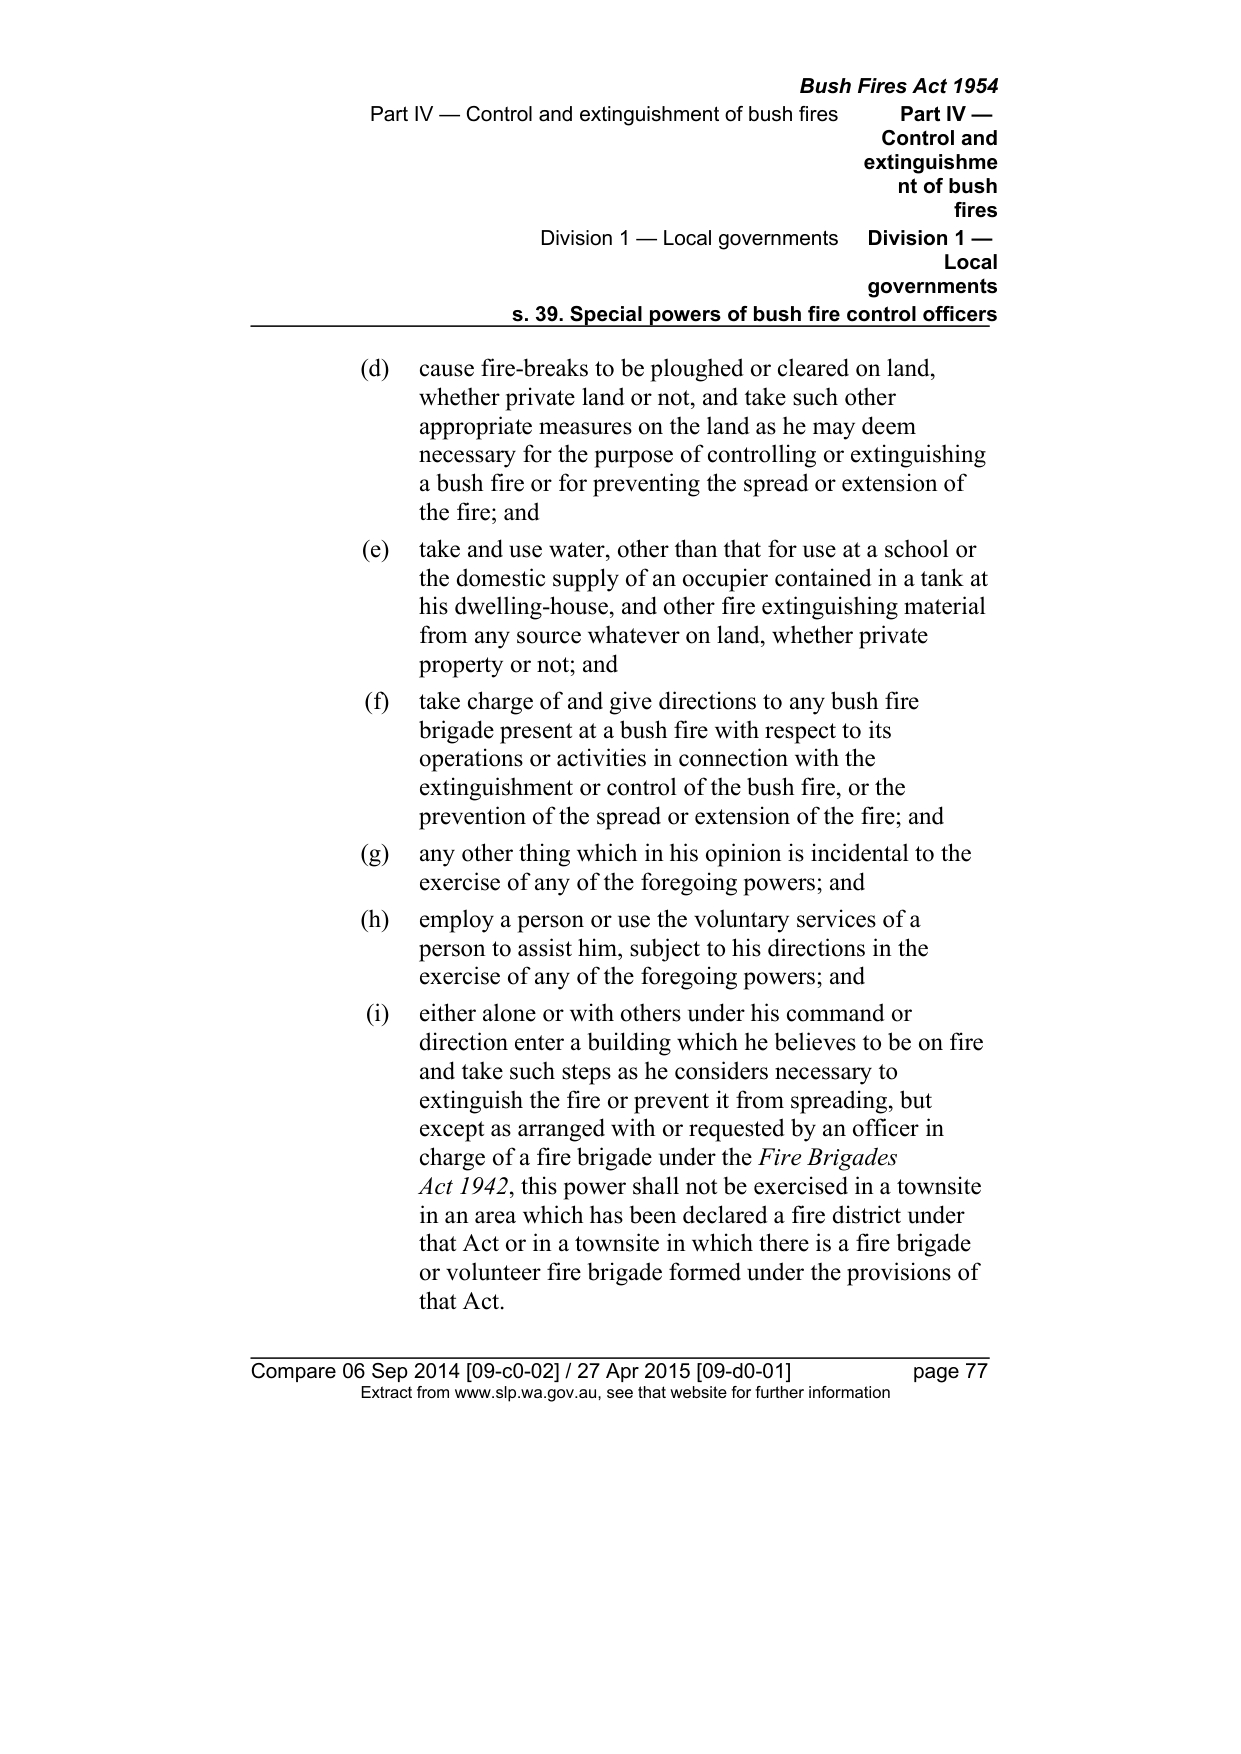 Bush Fires Act 1954
Part IV — Control and extinguishment of bush fires Part IV —
Control and
extinguishme
nt of bush
fires
Division 1 — Local governments Division 1 —
Local
governments
s. 39. Special powers of bush fire control officers
(d) cause fire-breaks to be ploughed or cleared on land,
whether private land or not, and take such other
appropriate measures on the land as he may deem
necessary for the purpose of controlling or extinguishing
a bush fire or for preventing the spread or extension of
the fire; and
(e) take and use water, other than that for use at a school or
the domestic supply of an occupier contained in a tank at
his dwelling-house, and other fire extinguishing material
from any source whatever on land, whether private
property or not; and
(f) take charge of and give directions to any bush fire
brigade present at a bush fire with respect to its
operations or activities in connection with the
extinguishment or control of the bush fire, or the
prevention of the spread or extension of the fire; and
(g) any other thing which in his opinion is incidental to the
exercise of any of the foregoing powers; and
(h) employ a person or use the voluntary services of a
person to assist him, subject to his directions in the
exercise of any of the foregoing powers; and
(i) either alone or with others under his command or
direction enter a building which he believes to be on fire
and take such steps as he considers necessary to
extinguish the fire or prevent it from spreading, but
except as arranged with or requested by an officer in
charge of a fire brigade under the Fire Brigades
Act 1942, this power shall not be exercised in a townsite
in an area which has been declared a fire district under
that Act or in a townsite in which there is a fire brigade
or volunteer fire brigade formed under the provisions of
that Act.
Compare 06 Sep 2014 [09-c0-02] / 27 Apr 2015 [09-d0-01] page 77
Extract from www.slp.wa.gov.au, see that website for further information